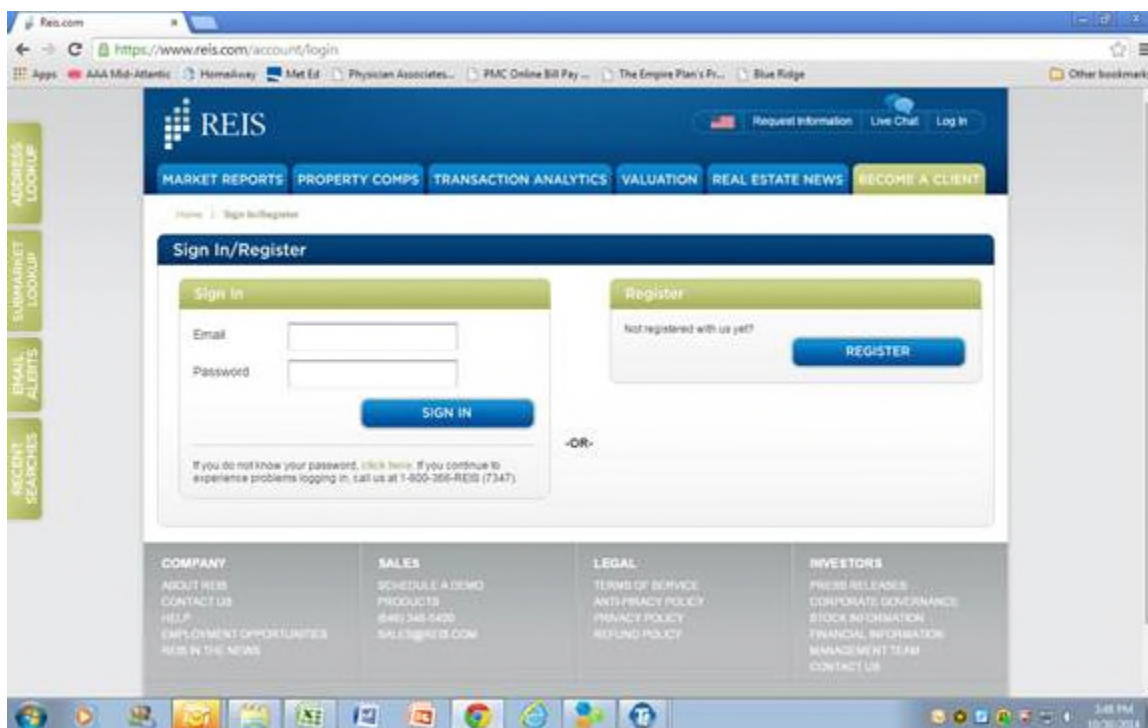 Reis.com
https://www.reis.com/account/login
Apps AAA Mid-Atlantic HomeAway Met Ed Physician Associates... PMC Online Bill Pay ... The Empire Plan's Pr... Blue Ridge Other bookmarks
REIS
Request Information Live Chat Log In
MARKET REPORTS PROPERTY COMPS TRANSACTION ANALYTICS VALUATION REAL ESTATE NEWS BECOME A CLIENT
ADDRESS
LOOKUP
SUBMARKET
LOOKUP
EMAIL
ALERTS
RECENT
SEARCHES
Home | Sign In/Register
Sign In/Register
Sign In
Email
Password
SIGN IN
If you do not know your password, click here. If you continue to
experience problems logging in, call us at 1-800-366-REIS (7347).
-OR-
Register
Not registered with us yet?
REGISTER
COMPANY
ABOUT REIS
CONTACT US
HELP
EMPLOYMENT OPPORTUNITIES
REIS IN THE NEWS
SALES
SCHEDULE A DEMO
PRODUCTS
SALES@REIS.COM
LEGAL
TERMS OF SERVICE
ANTI-PIRACY POLICY
PRIVACY POLICY
REFUND POLICY
INVESTORS
PRESS RELEASES
CORPORATE GOVERNANCE
STOCK INFORMATION
FINANCIAL INFORMATION
MANAGEMENT TEAM
CONTACT US